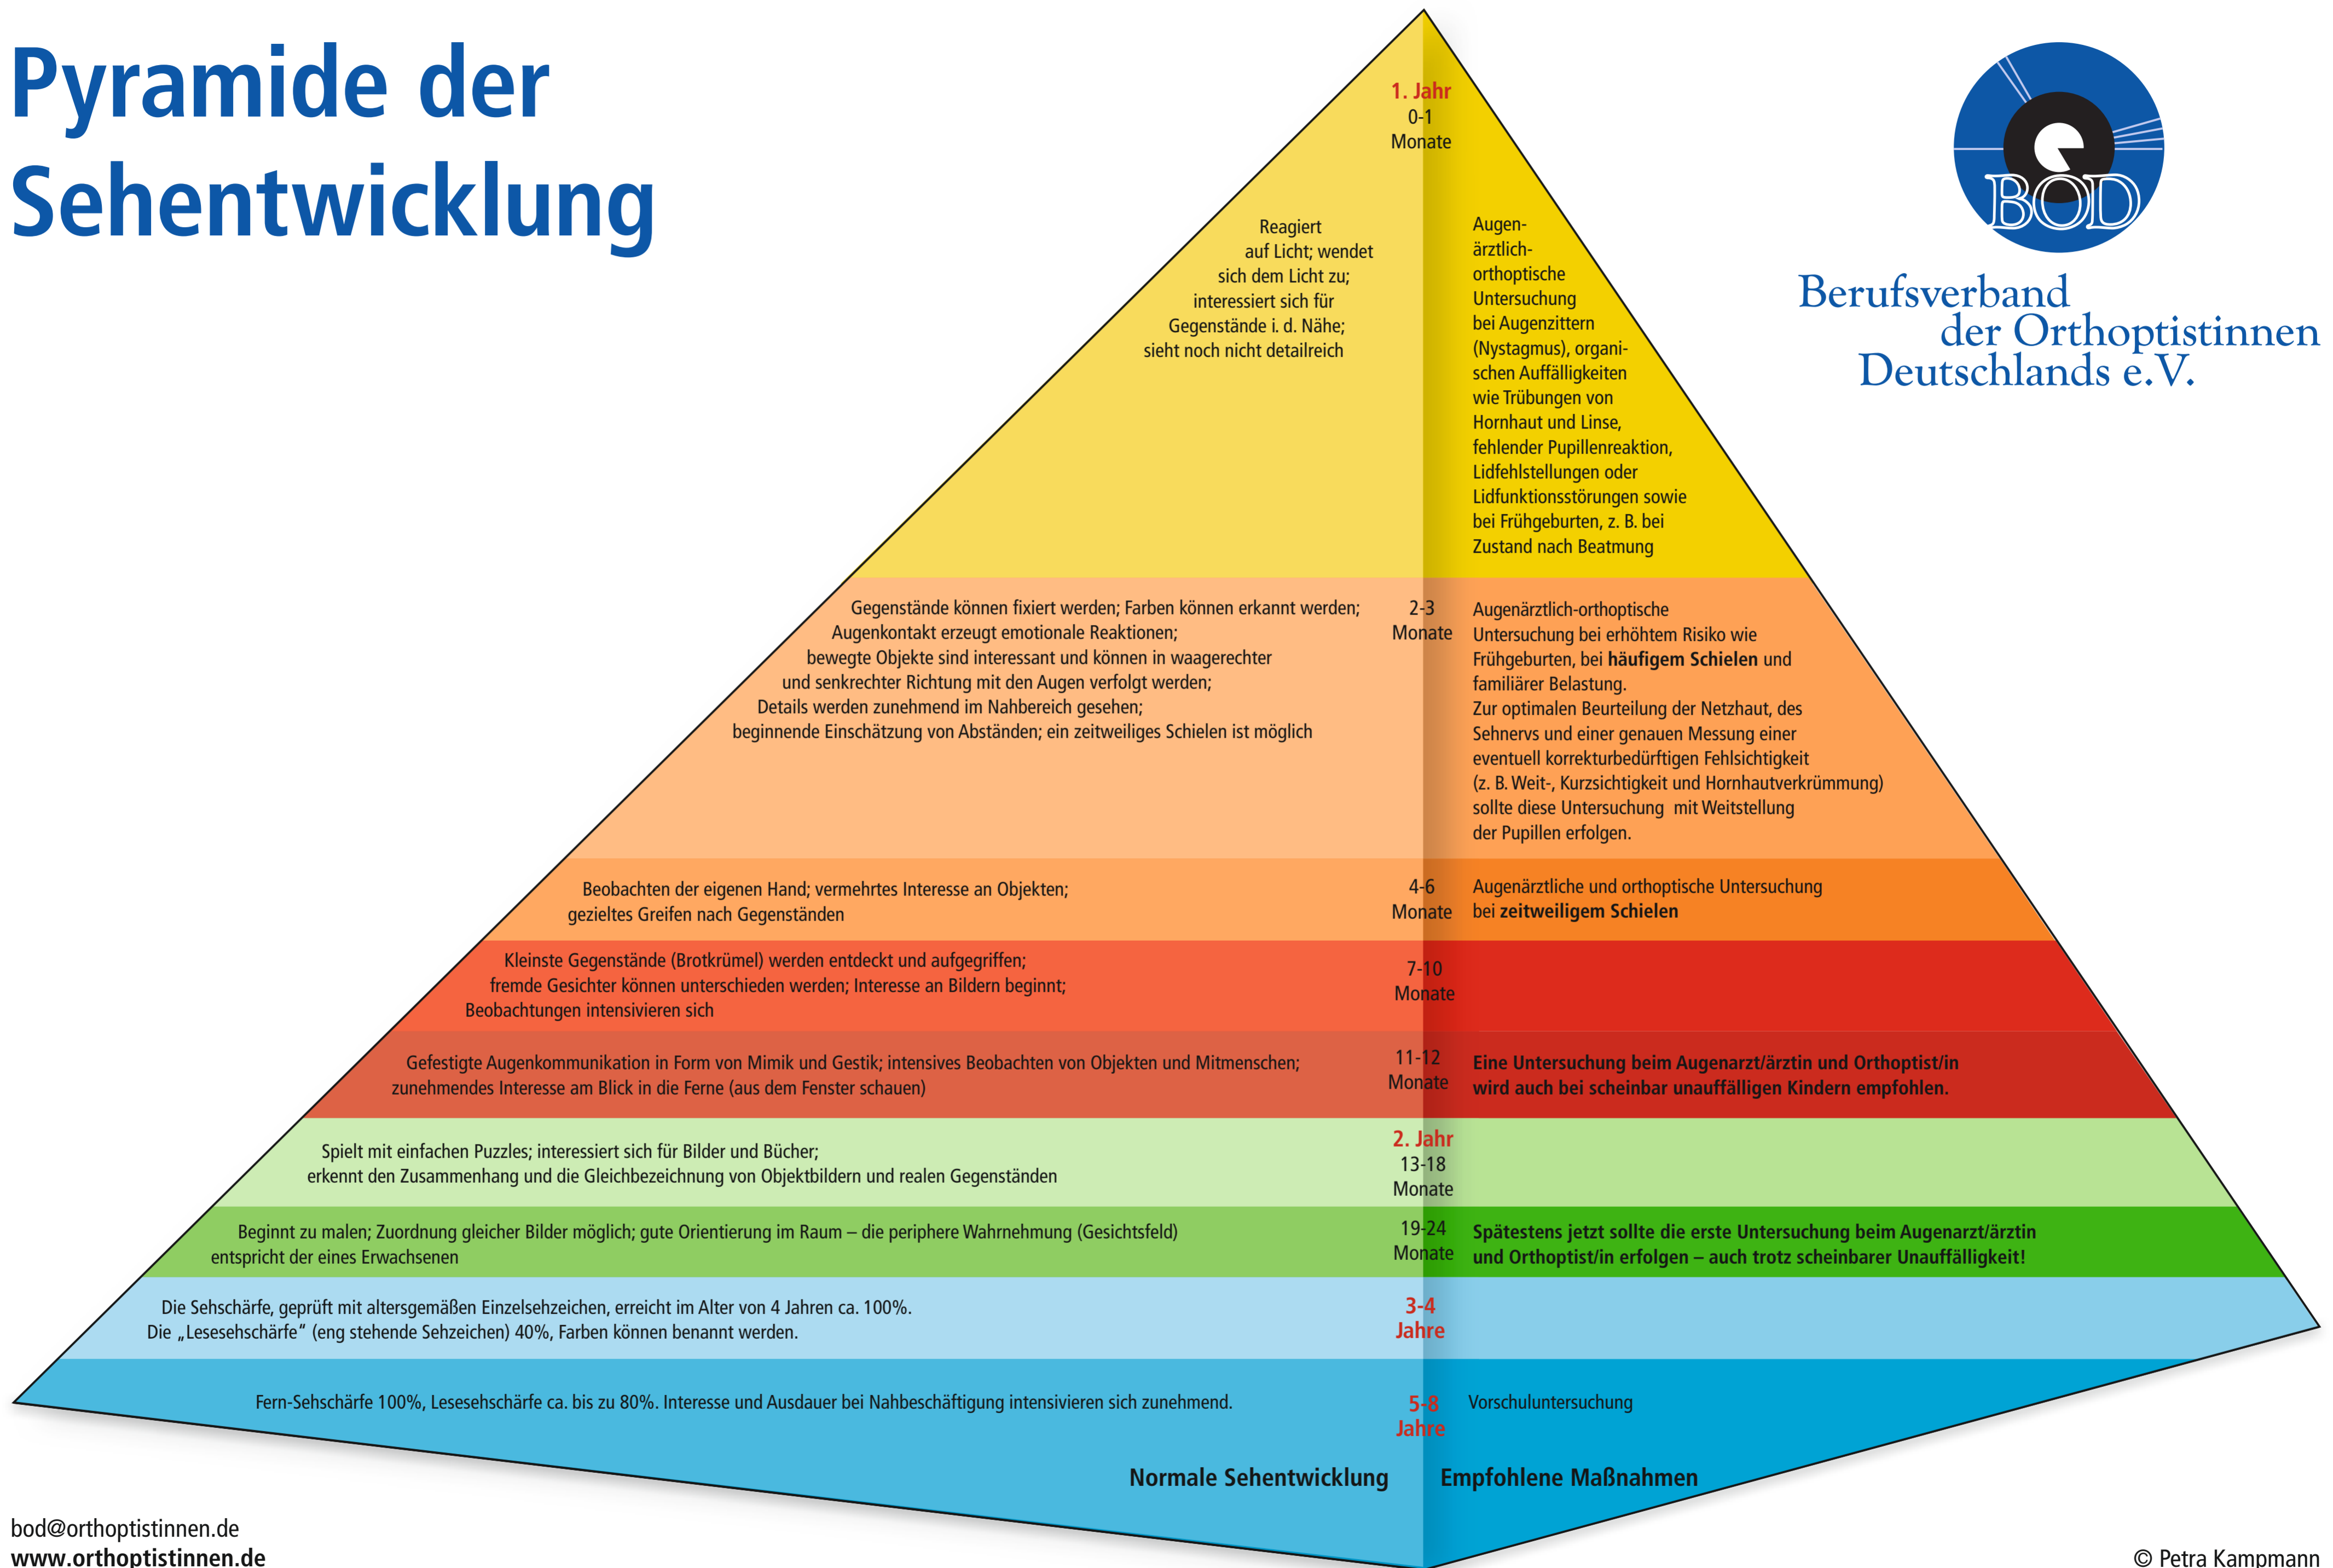 Pyramide der
Sehentwicklung
BOD
Berufsverband
der Orthoptistinnen
Deutschlands e.V.
1. Jahr
0-1
Monate
Reagiert
auf Licht; wendet
sich dem Licht zu;
interessiert sich für
Gegenstände i. d. Nähe;
sieht noch nicht detailreich
Augen-
ärztlich-
orthoptische
Untersuchung
bei Augenzittern
(Nystagmus), organi-
schen Auffälligkeiten
wie Trübungen von
Hornhaut und Linse,
fehlender Pupillenreaktion,
Lidfehlstellungen oder
Lidfunktionsstörungen sowie
bei Frühgeburten, z. B. bei
Zustand nach Beatmung
Gegenstände können fixiert werden; Farben können erkannt werden;
Augenkontakt erzeugt emotionale Reaktionen;
bewegte Objekte sind interessant und können in waagerechter
und senkrechter Richtung mit den Augen verfolgt werden;
Details werden zunehmend im Nahbereich gesehen;
beginnende Einschätzung von Abständen; ein zeitweiliges Schielen ist möglich
2-3
Monate
Augenärztlich-orthoptische
Untersuchung bei erhöhtem Risiko wie
Frühgeburten, bei häufigem Schielen und
familiärer Belastung.
Zur optimalen Beurteilung der Netzhaut, des
Sehnervs und einer genauen Messung einer
eventuell korrekturbedürftigen Fehlsichtigkeit
(z. B. Weit-, Kurzsichtigkeit und Hornhautverkrümmung)
sollte diese Untersuchung mit Weitstellung
der Pupillen erfolgen.
Beobachten der eigenen Hand; vermehrtes Interesse an Objekten;
gezieltes Greifen nach Gegenständen
4-6
Monate
Augenärztliche und orthoptische Untersuchung
bei zeitweiligem Schielen
Kleinste Gegenstände (Brotkrümel) werden entdeckt und aufgegriffen;
fremde Gesichter können unterschieden werden; Interesse an Bildern beginnt;
Beobachtungen intensivieren sich
7-10
Monate
Gefestigte Augenkommunikation in Form von Mimik und Gestik; intensives Beobachten von Objekten und Mitmenschen;
zunehmendes Interesse am Blick in die Ferne (aus dem Fenster schauen)
11-12
Monate
Eine Untersuchung beim Augenarzt/ärztin und Orthoptist/in
wird auch bei scheinbar unauffälligen Kindern empfohlen.
Spielt mit einfachen Puzzles; interessiert sich für Bilder und Bücher;
erkennt den Zusammenhang und die Gleichbezeichnung von Objektbildern und realen Gegenständen
2. Jahr
13-18
Monate
Beginnt zu malen; Zuordnung gleicher Bilder möglich; gute Orientierung im Raum – die periphere Wahrnehmung (Gesichtsfeld)
entspricht der eines Erwachsenen
19-24
Monate
Spätestens jetzt sollte die erste Untersuchung beim Augenarzt/ärztin
und Orthoptist/in erfolgen – auch trotz scheinbarer Unauffälligkeit!
Die Sehschärfe, geprüft mit altersgemäßen Einzelsehzeichen, erreicht im Alter von 4 Jahren ca. 100%.
Die „Lesesehschärfe“ (eng stehende Sehzeichen) 40%, Farben können benannt werden.
3-4
Jahre
Fern-Sehschärfe 100%, Lesesehschärfe ca. bis zu 80%. Interesse und Ausdauer bei Nahbeschäftigung intensivieren sich zunehmend.
5-8
Jahre
Vorschuluntersuchung
Normale Sehentwicklung
Empfohlene Maßnahmen
bod@orthoptistinnen.de
www.orthoptistinnen.de
© Petra Kampmann